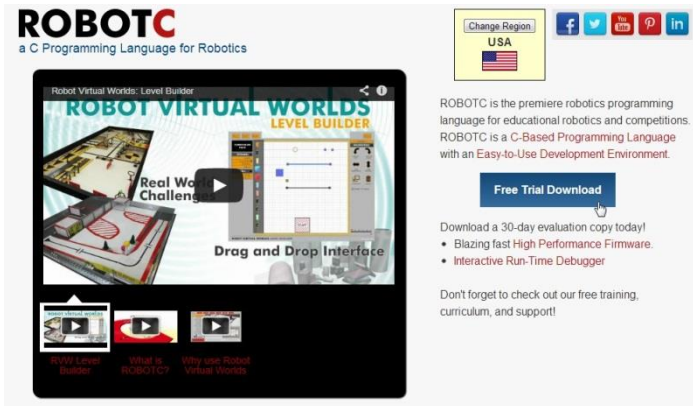 ROBOTC
a C Programming Language for Robotics
Change Region
USA
You
Tube
in
Robot Virtual Worlds: Level Builder
ROBOT VIRTUAL WORLDS
LEVEL BUILDER
Real World
Challenges
Drag and Drop Interface
RVW Level
Builder
What is
ROBOTC?
Why use Robot
Virtual Worlds
ROBOTC is the premiere robotics programming
language for educational robotics and competitions.
ROBOTC is a C-Based Programming Language
with an Easy-to-Use Development Environment.
Free Trial Download
Download a 30-day evaluation copy today!
Blazing fast High Performance Firmware.
Interactive Run-Time Debugger
Don't forget to check out our free training,
curriculum, and support!